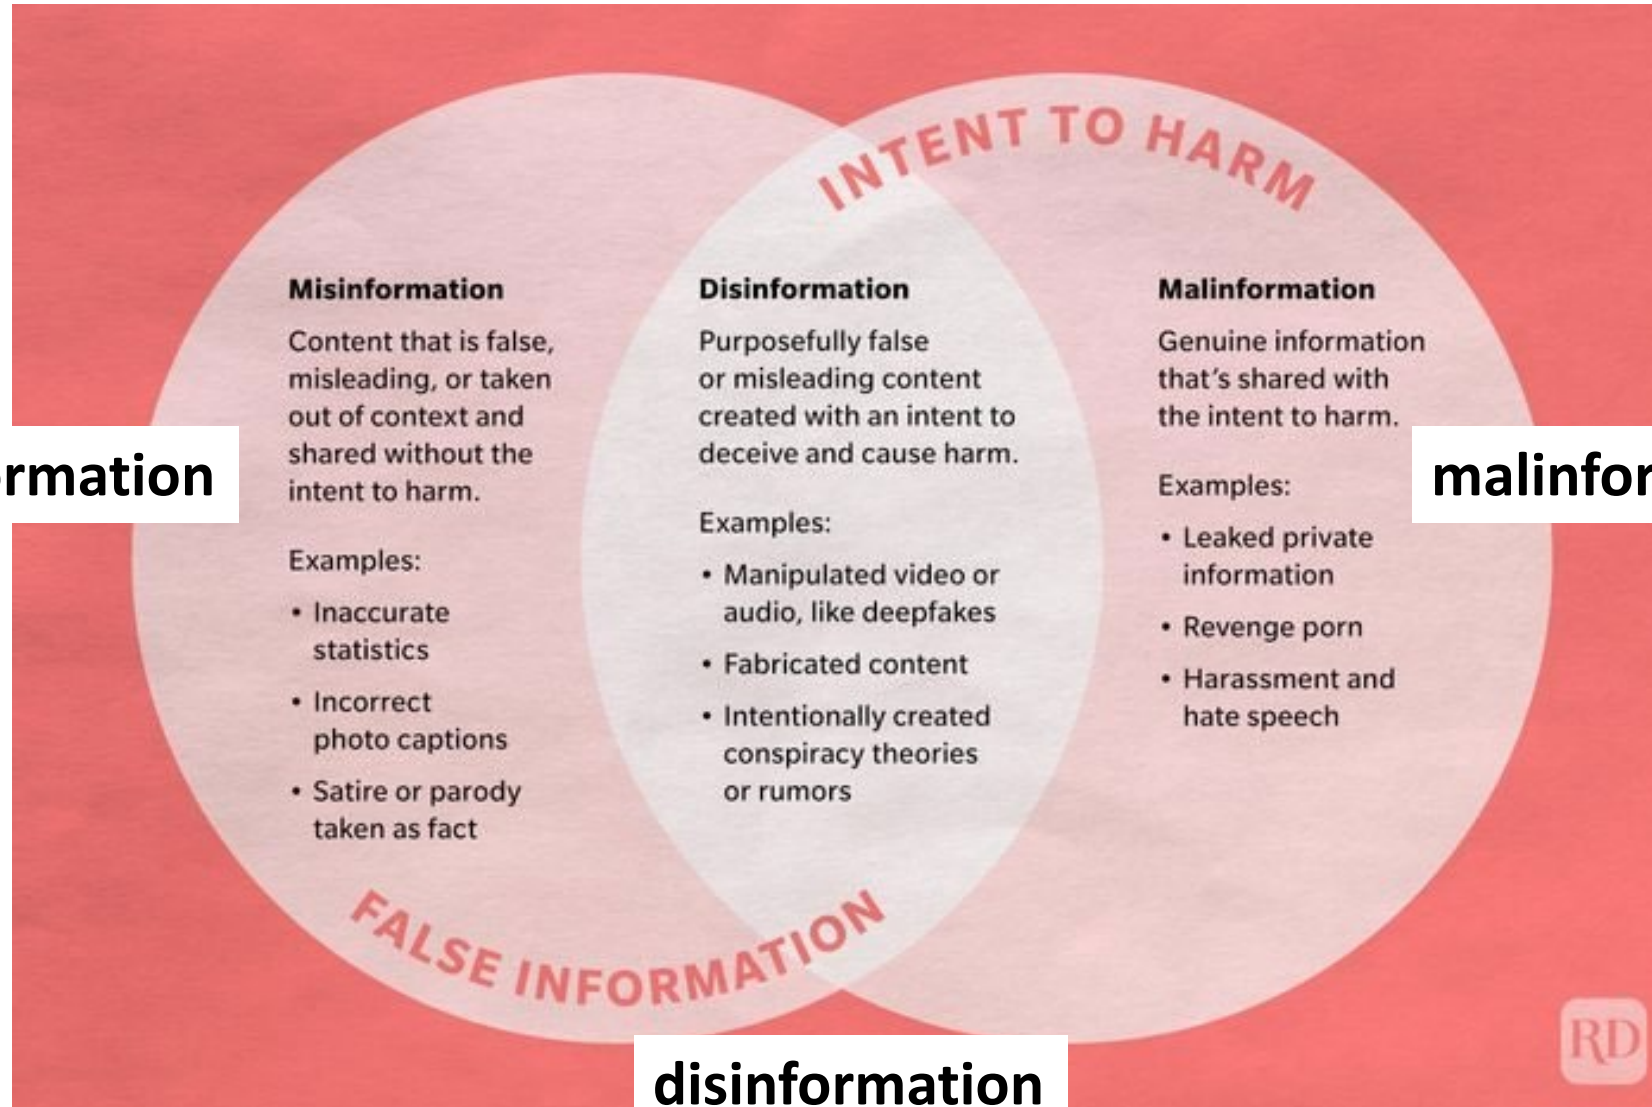 INTENT TO HARM
Misinformation
Content that is false,
misleading, or taken
out of context and
shared without the
intent to harm.
Examples:
• Inaccurate
statistics
• Incorrect
photo captions
• Satire or parody
taken as fact
Disinformation
Purposefully false
or misleading content
created with an intent to
deceive and cause harm.
Examples:
• Manipulated video or
audio, like deepfakes
• Fabricated content
• Intentionally created
conspiracy theories
or rumors
Malinformation
Genuine information
that's shared with
the intent to harm.
Examples:
• Leaked private
information
• Revenge porn
• Harassment and
hate speech
rmation
malinfor
FALSE INFORMATION
disinformation
RD